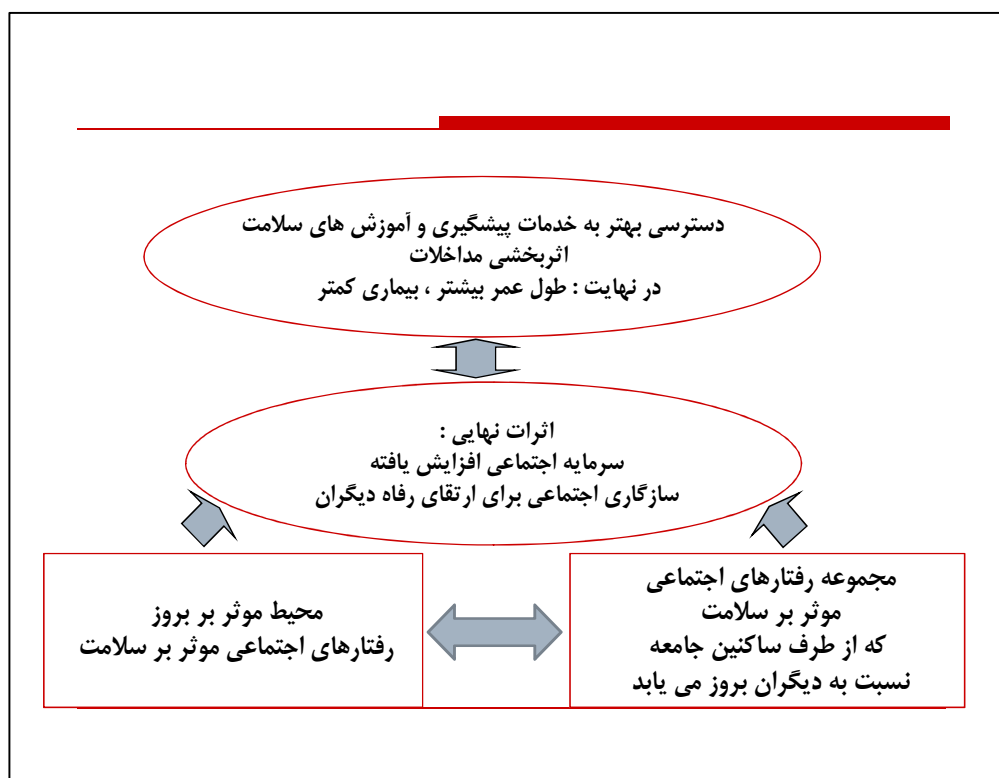 دسترسی بهتر به خدمات پیشگیری و آموزش های سلامت
اثربخشی مداخلات
در نهایت : طول عمر بیشتر ، بیماری کمتر
اثرات نهایی :
سرمایه اجتماعی افزایش یافته
سازگاری اجتماعی برای ارتقای رفاه دیگران
مجموعه رفتارهای اجتماعی
موثر بر سلامت
که از طرف ساکنین جامعه
نسبت به دیگران بروز می یابد
محیط موثر بر بروز
رفتارهای اجتماعی موثر بر سلامت